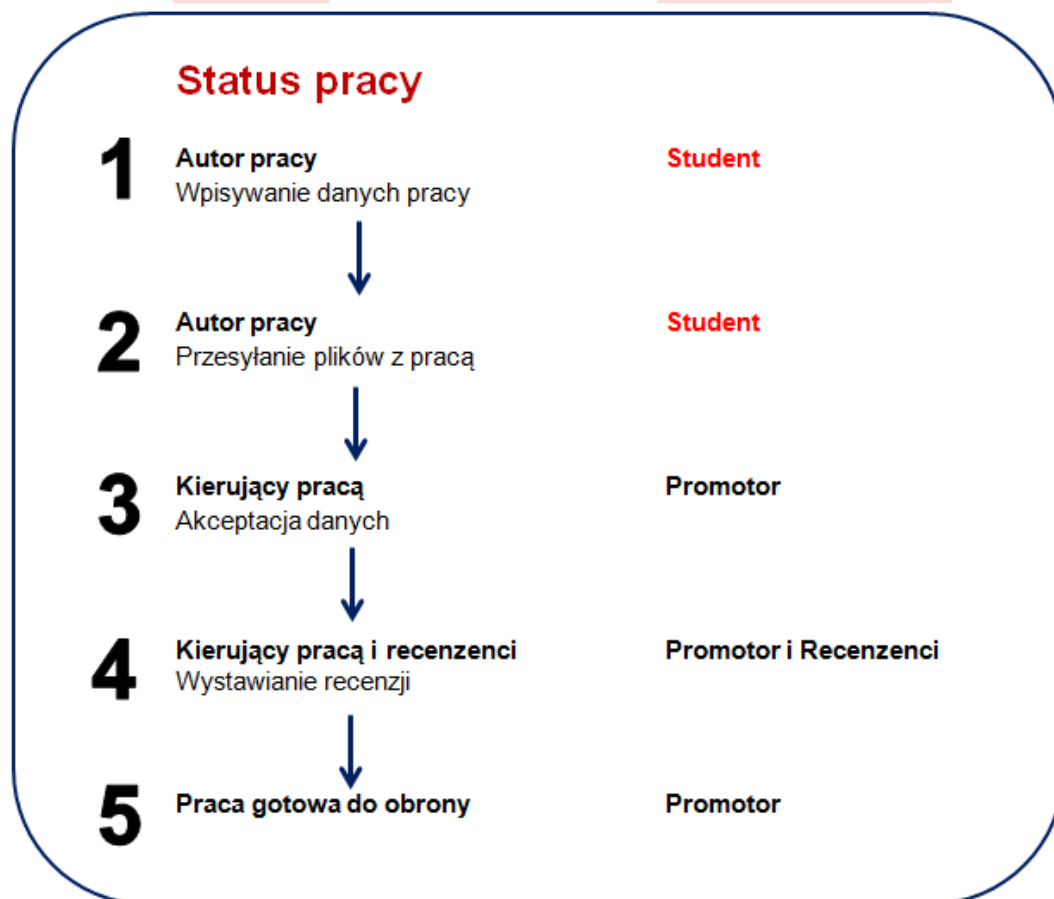 Status pracy
1 Autor pracy Student
Wpisywanie danych pracy
2 Autor pracy Student
Przesyłanie plików z pracą
3 Kierujący pracą Promotor
Akceptacja danych
4 Kierujący pracą i recenzenci Promotor i Recenzenci
Wystawianie recenzji
5 Praca gotowa do obrony Promotor